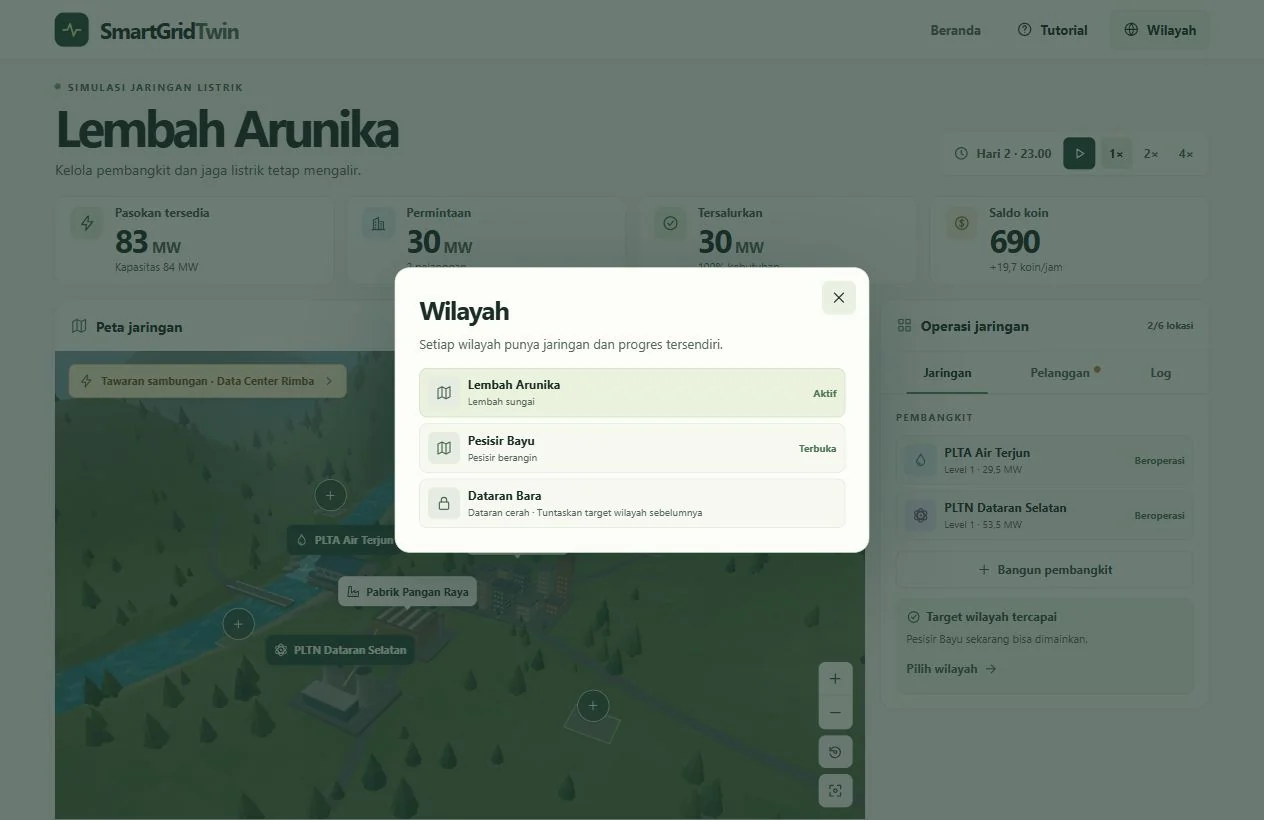 SmartGridTwin
Beranda
Tutorial
Wilayah
SIMULASI JARINGAN LISTRIK
Lembah Arunika
Kelola pembangkit dan jaga listrik tetap mengalir.
Hari 2 · 23.00
1×
2×
4×
Pasokan tersedia
83 MW
Kapasitas 84 MW
Permintaan
30 MW
2 pelanggan
Tersalurkan
30 MW
100% kebutuhan
Saldo koin
690
+19,7 koin/jam
Peta jaringan
Tawaran sambungan · Data Center Rimba
PLTA Air Terjun
Pabrik Pangan Raya
PLTN Dataran Selatan
Wilayah
Setiap wilayah punya jaringan dan progres tersendiri.
Lembah Arunika
Lembah sungai
Aktif
Pesisir Bayu
Pesisir berangin
Terbuka
Dataran Bara
Dataran cerah · Tuntaskan target wilayah sebelumnya
Operasi jaringan
2/6 lokasi
Jaringan
Pelanggan
Log
PEMBANGKIT
PLTA Air Terjun
Level 1 · 29,5 MW
Beroperasi
PLTN Dataran Selatan
Level 1 · 53,5 MW
Beroperasi
+ Bangun pembangkit
Target wilayah tercapai
Pesisir Bayu sekarang bisa dimainkan.
Pilih wilayah →